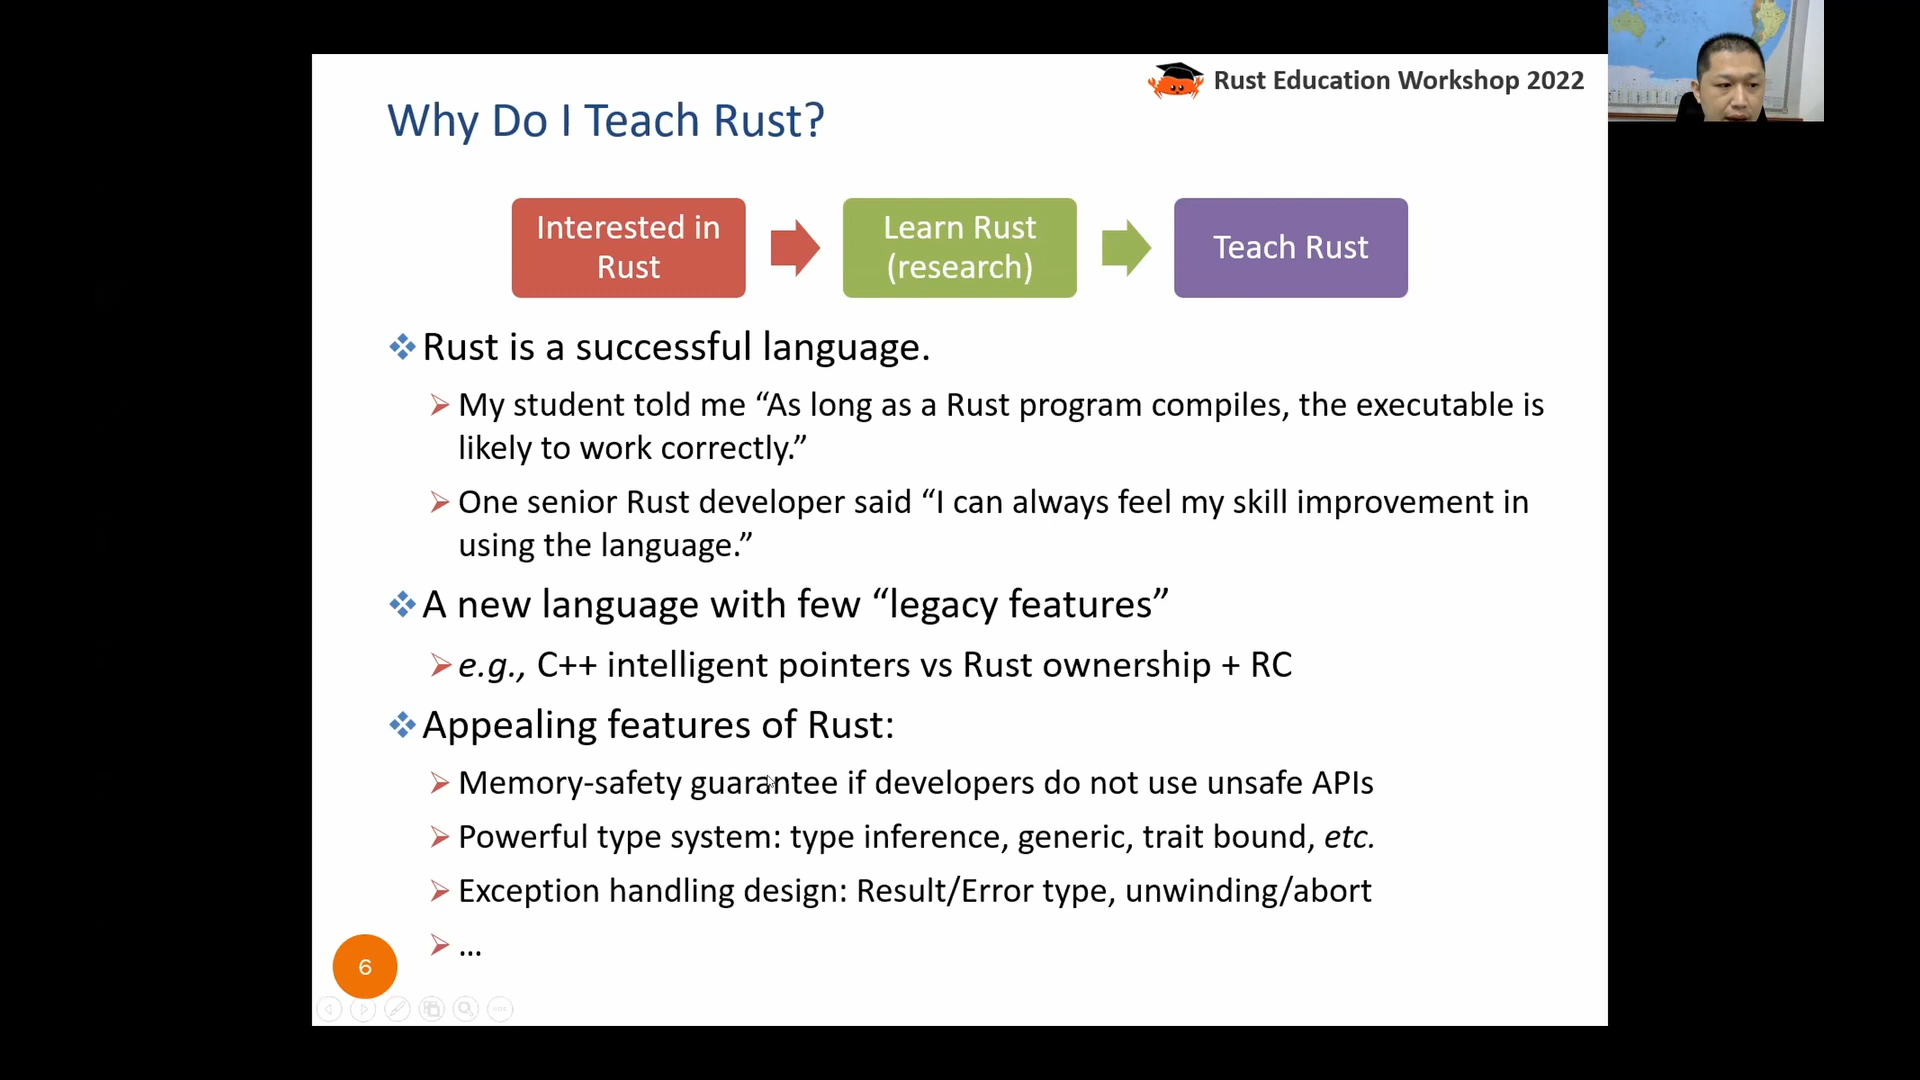 Rust Education Workshop 2022
Why Do I Teach Rust?
Interested in
Rust
Learn Rust
(research)
Teach Rust
Rust is a successful language.
My student told me “As long as a Rust program compiles, the executable is
likely to work correctly.”
One senior Rust developer said “I can always feel my skill improvement in
using the language.”
A new language with few “legacy features”
e.g., C++ intelligent pointers vs Rust ownership + RC
Appealing features of Rust:
Memory-safety guarantee if developers do not use unsafe APIs
Powerful type system: type inference, generic, trait bound, etc.
Exception handling design: Result/Error type, unwinding/abort
...
6